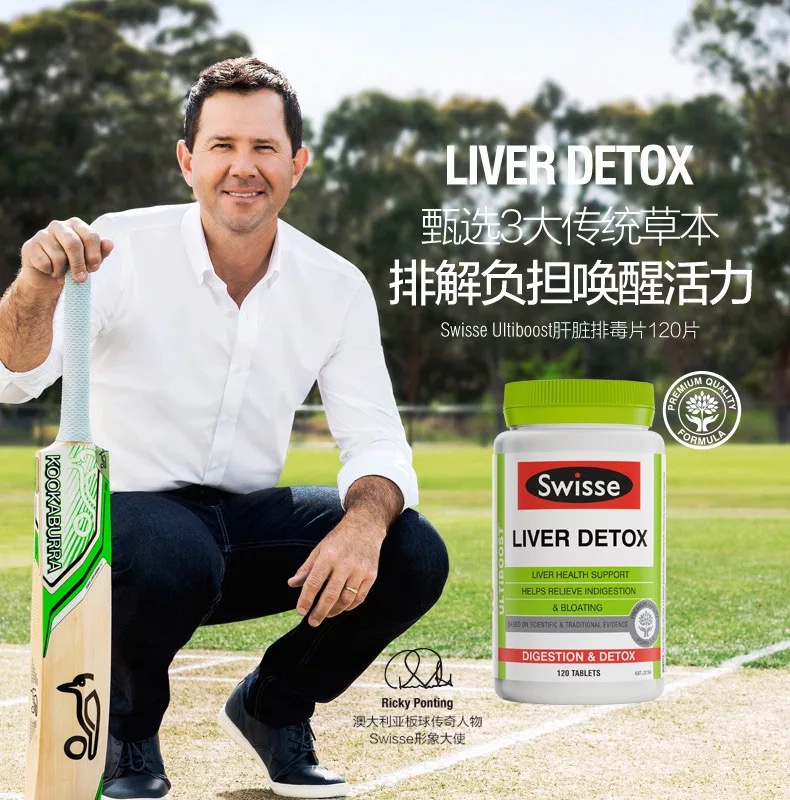 LIVER DETOX
甄选3大传统草本
排解负担唤醒活力
Swisse Ultiboost肝脏排毒片120片
PREMIUM QUALITY
FORMULA
KOOKABURRA
Swisse
ULTIBOOST
LIVER DETOX
LIVER HEALTH SUPPORT
HELPS RELIEVE INDIGESTION
& BLOATING
BASED ON SCIENTIFIC & TRADITIONAL EVIDENCE
DIGESTION & DETOX
120 TABLETS
Ricky Ponting
澳大利亚板球传奇人物
Swisse形象大使